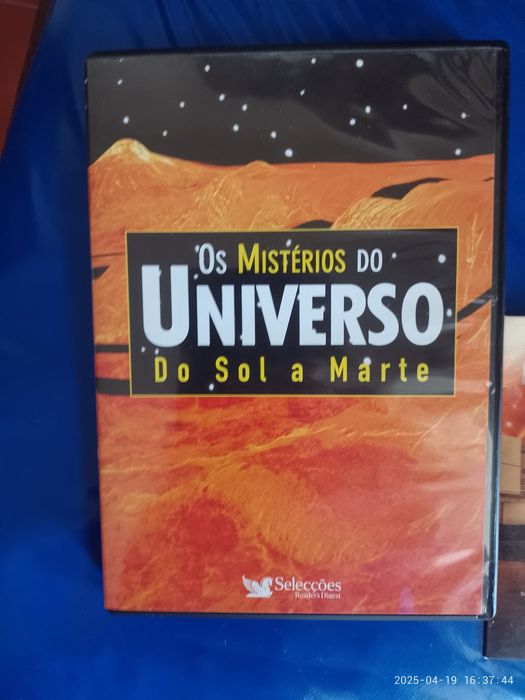 Os Mistérios do
Universo
Do Sol a Marte
Selecções
Reader's Digest
2025-04-19 16:37:44